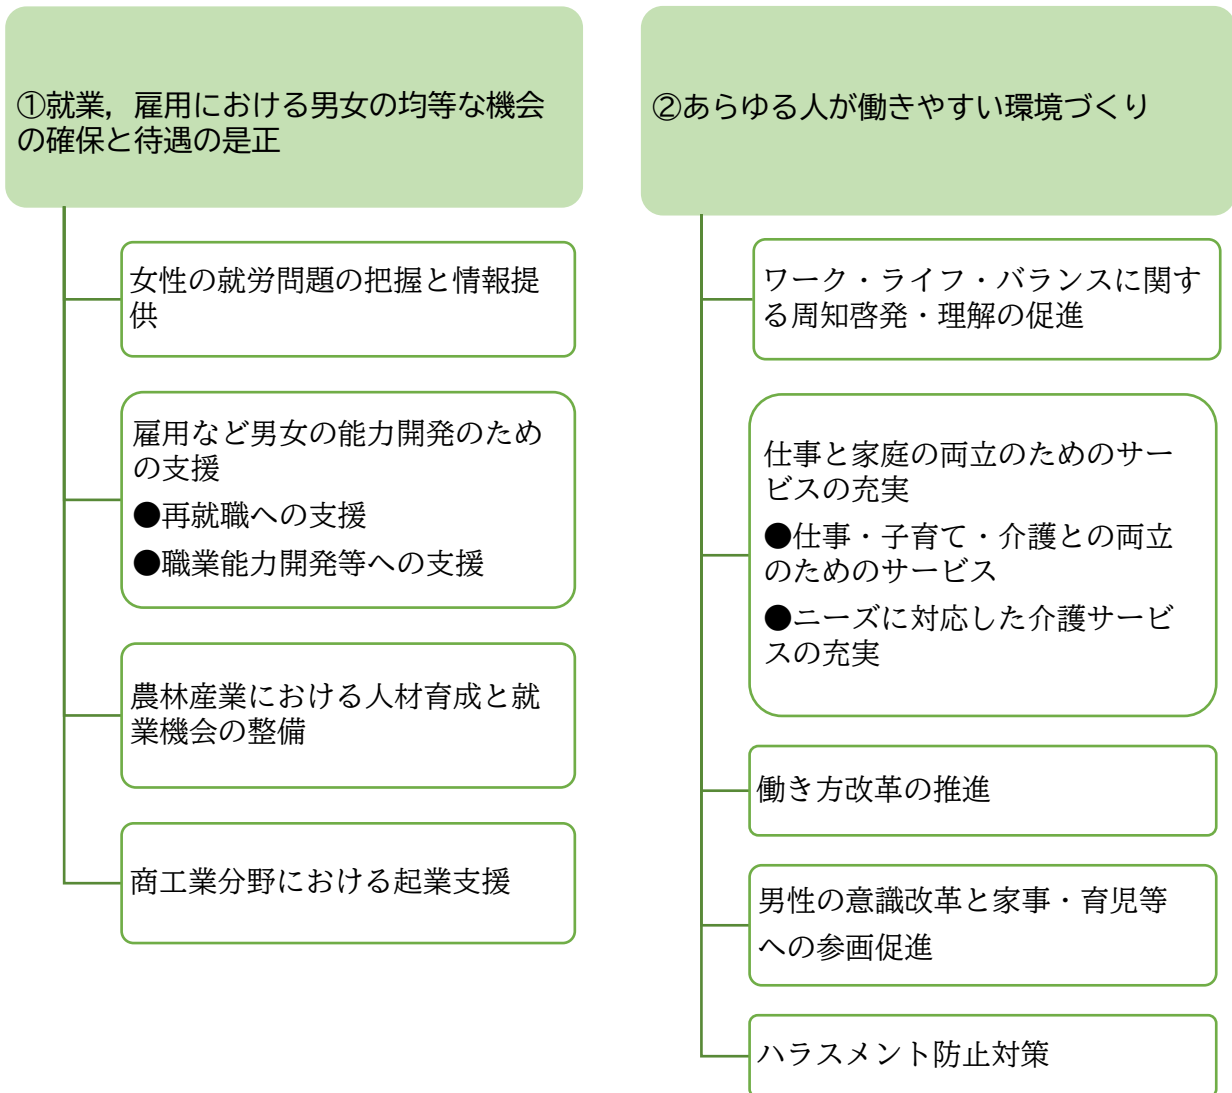 ①就業，雇用における男女の均等な機会
の確保と待遇の是正
女性の就労問題の把握と情報提
供
雇用など男女の能力開発のため
の支援
●再就職への支援
●職業能力開発等への支援
農林産業における人材育成と就
業機会の整備
商工業分野における起業支援
②あらゆる人が働きやすい環境づくり
ワーク・ライフ・バランスに関す
る周知啓発・理解の促進
仕事と家庭の両立のためのサー
ビスの充実
●仕事・子育て・介護との両立
のためのサービス
●ニーズに対応した介護サービ
スの充実
働き方改革の推進
男性の意識改革と家事・育児等
への参画促進
ハラスメント防止対策